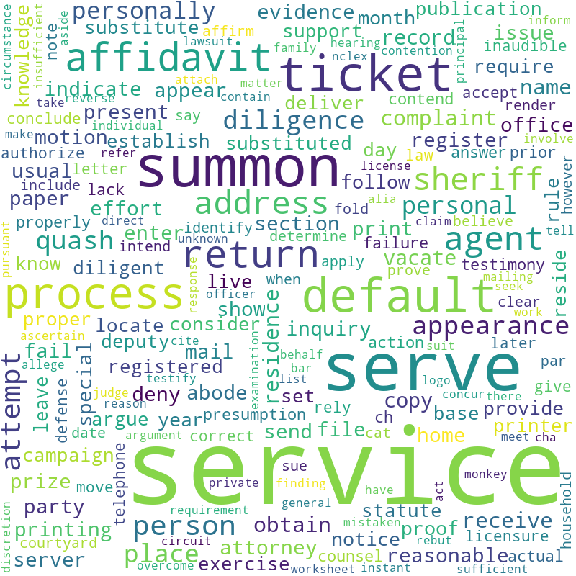 circumstance
knowledge
insufficient
note
aside
personally
substitute
affirm
lawsuit
evidence
month
publication
support
record
principal
issue
inaudible
inform
affidavit
attach
family
hearing
nclex
contention
ticket
require
name
indicate
appear
matter
contain
deliver
contend
accept
render
conclude
take
reverse
present
say
diligence
complaint
office
make
motion
individual
establish
substituted
day
register
law
answer
prior
involve
authorize
refer
summon
license
usual
letter
follow
sheriff
rule
however
paper
include
lack
address
fold
alia
personal
claim
believe
tell
effort
properly
direct
identify
section
print
failure
testimony
pursuant
quash
enter
intend
unknown
return
determine
apply
vacate
agent
mailing
reside
know
diligent
live
when
prove
clear
seek
work
process
response
officer
show
residence
default
proper
ascertain
locate
consider
inquiry
appearance
fail
deputy
cite
mail
action
suit
later
par
attempt
allege
registered
examination
behalf
bar
logo
concur
there
give
leave
defense
special
judge
reason
testify
deny
abode
list
serve
argue
year
presumption
rely
set
copy
base
provide
date
argument
correct
send
file
cat
ch
home
printer
campaign
telephone
sue
meet
cha
prize
move
private
service
monkey
act
household
party
requirement
finding
general
have
statute
printing
person
obtain
mistaken
rebut
proof
receive
discretion
courtyard
circuit
notice
licensure
server
place
attorney
counsel
reasonable
actual
overcome
exercise
worksheet
instant
sufficient